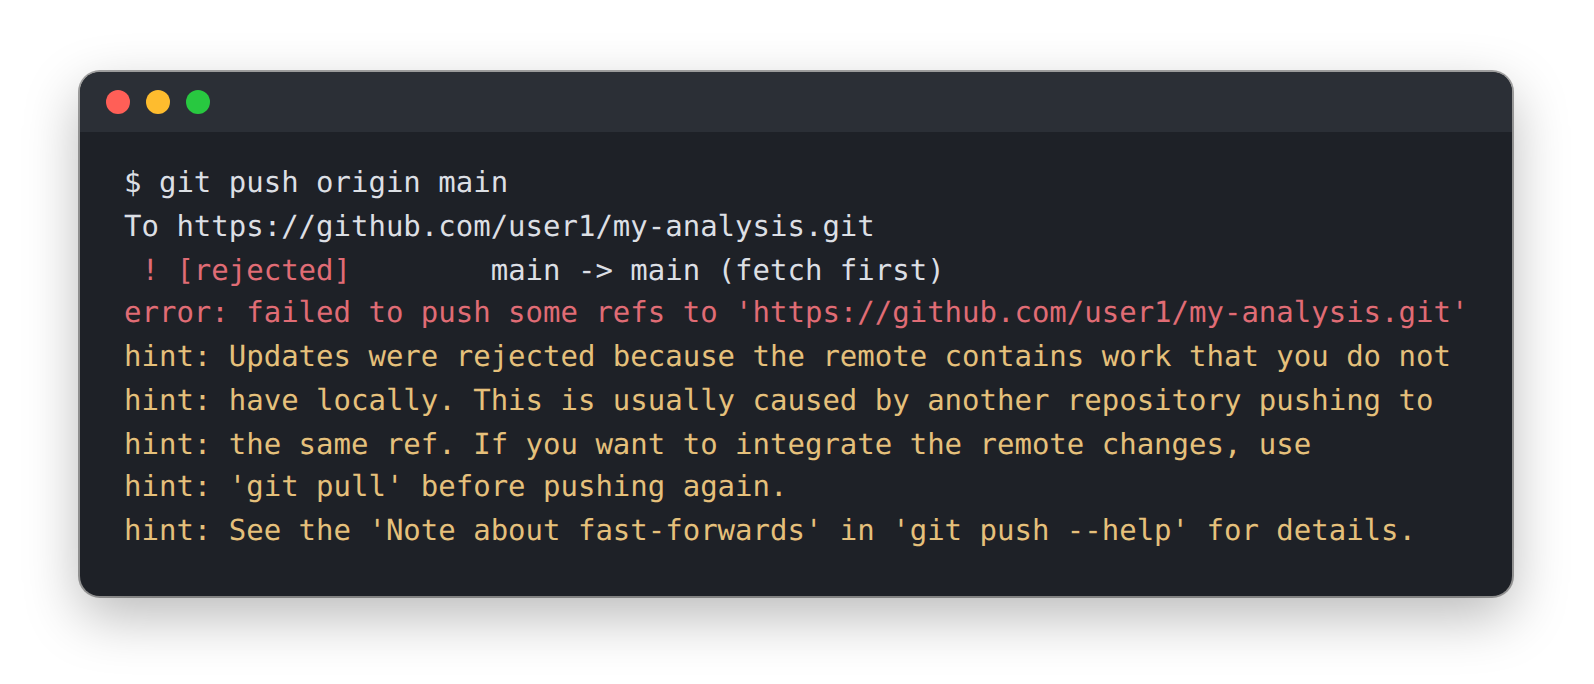 $ git push origin main
To https://github.com/user1/my-analysis.git
 ! [rejected]        main -> main (fetch first)
error: failed to push some refs to 'https://github.com/user1/my-analysis.git'
hint: Updates were rejected because the remote contains work that you do not
hint: have locally. This is usually caused by another repository pushing to
hint: the same ref. If you want to integrate the remote changes, use
hint: 'git pull' before pushing again.
hint: See the 'Note about fast-forwards' in 'git push --help' for details.